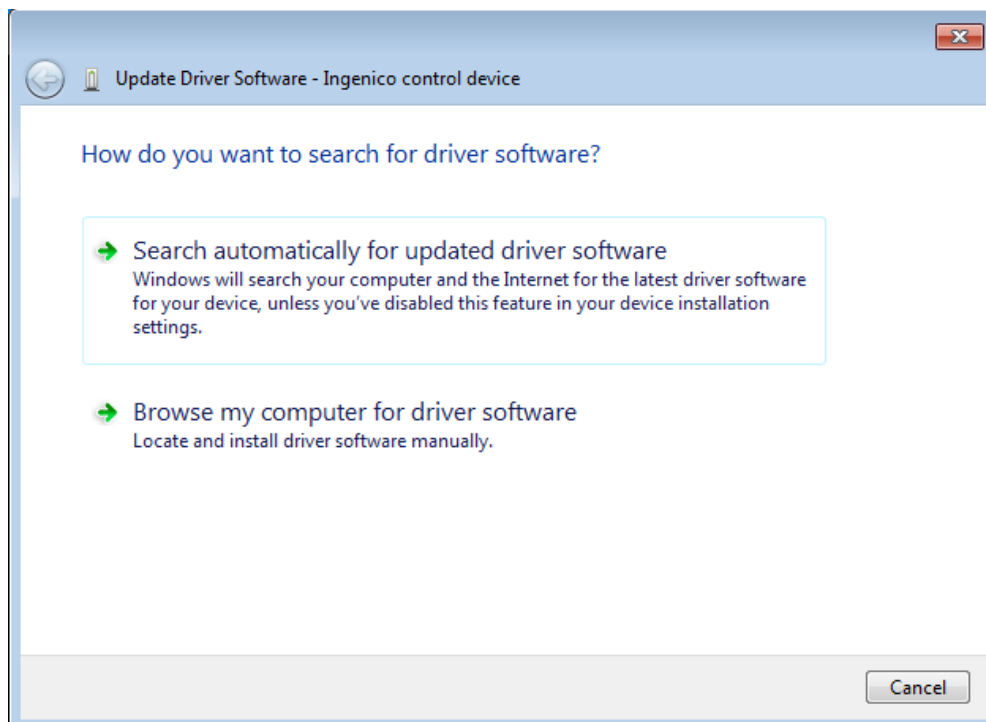 Update Driver Software - Ingenico control device
How do you want to search for driver software?
Search automatically for updated driver software
Windows will search your computer and the Internet for the latest driver software
for your device, unless you've disabled this feature in your device installation
settings.
Browse my computer for driver software
Locate and install driver software manually.
Cancel